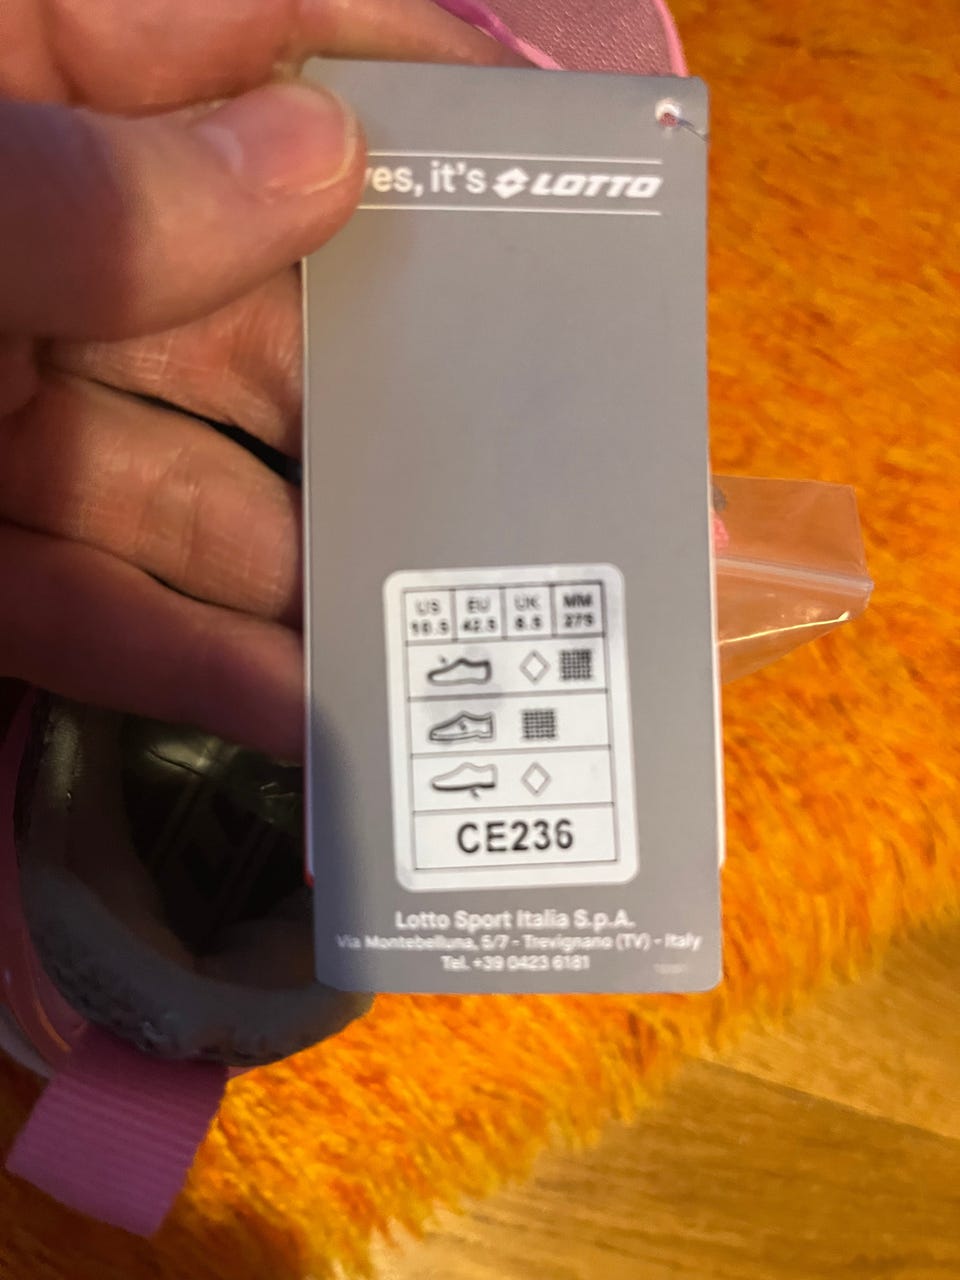 yes, it's LOTTO
US EU UK MM
10.5 42.5 8.5 275
CE236
Lotto Sport Italia S.p.A.
Via Montebelluna, 5/7 - Trevignano (TV) - Italy
Tel. +39 0423 6181